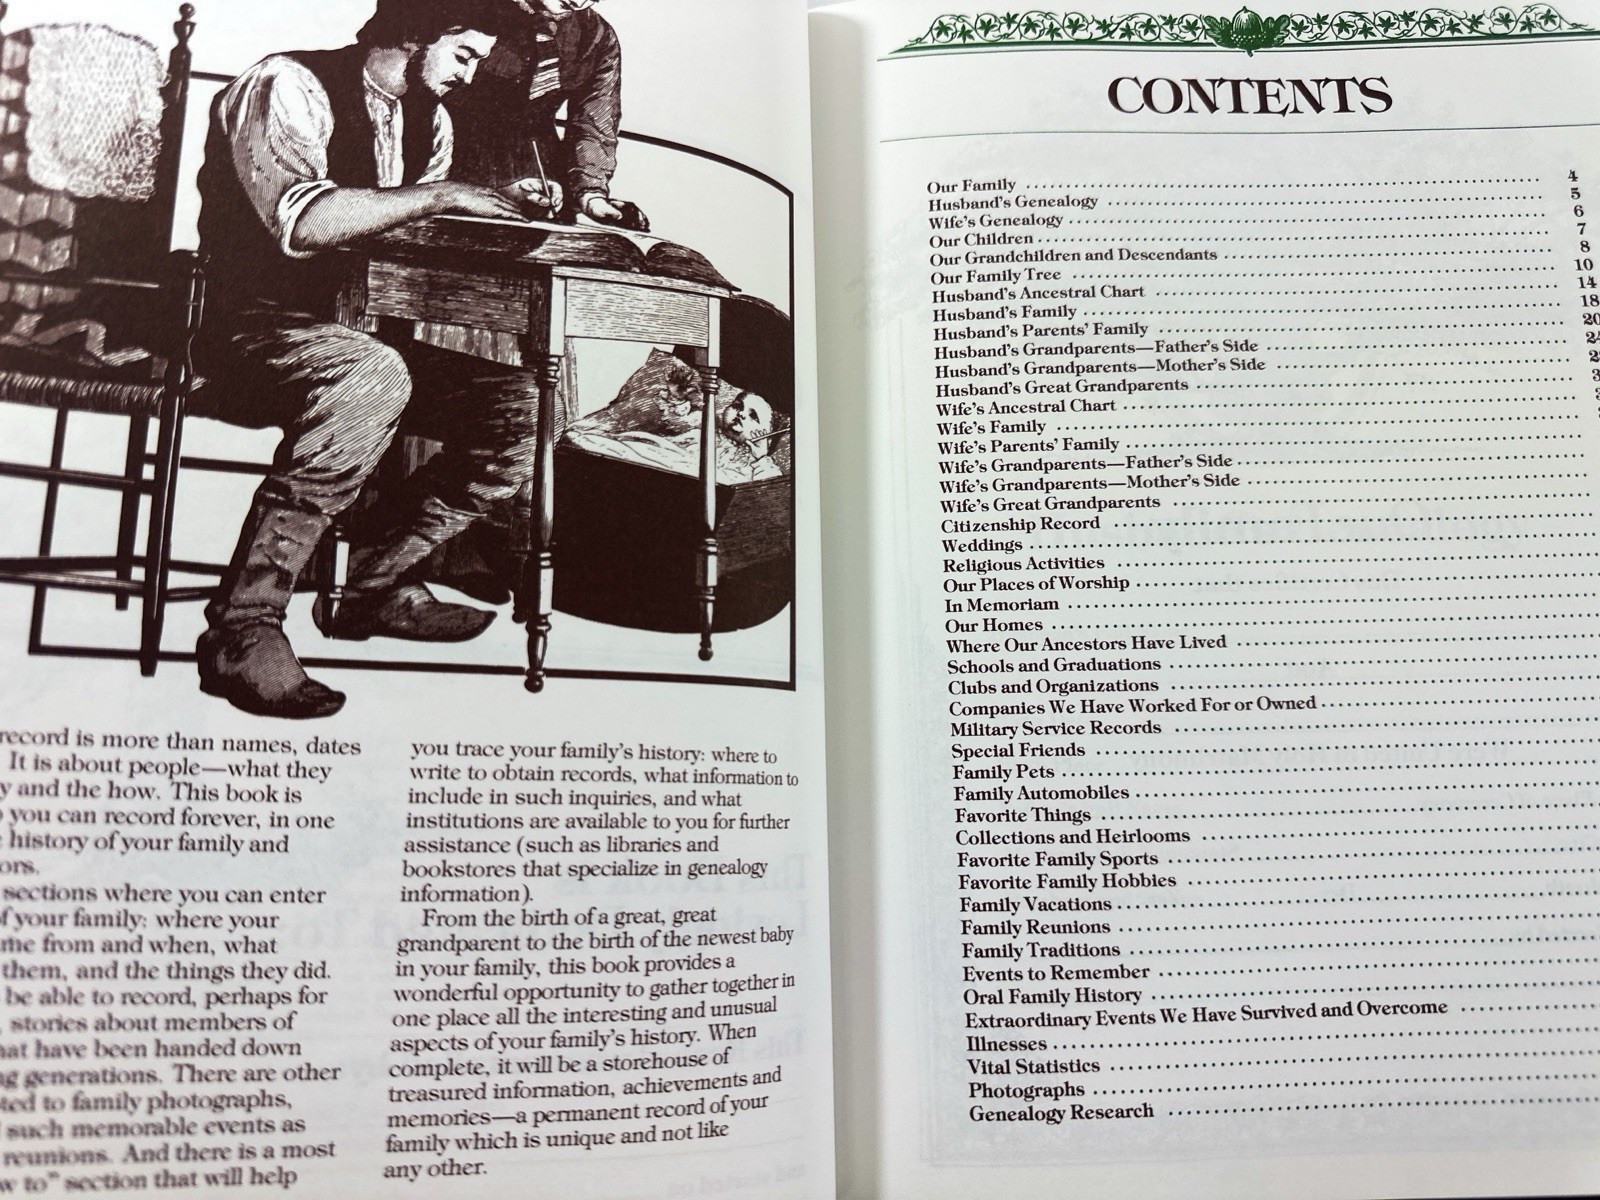 record is more than names, dates
It is about people—what they
y and the how. This book is
you can record forever, in one
history of your family and
ors.
sections where you can enter
of your family: where your
me from and when, what
them, and the things they did.
be able to record, perhaps for
, stories about members of
hat have been handed down
ng generations. There are other
ted to family photographs,
such memorable events as
reunions. And there is a most
w to" section that will help
you trace your family's history: where to
write to obtain records, what information to
include in such inquiries, and what
institutions are available to you for further
assistance (such as libraries and
bookstores that specialize in genealogy
information).
From the birth of a great, great
grandparent to the birth of the newest baby
in your family, this book provides a
wonderful opportunity to gather together in
one place all the interesting and unusual
aspects of your family's history. When
complete, it will be a storehouse of
treasured information, achievements and
memories—a permanent record of your
family which is unique and not like
any other.
CONTENTS
Our Family 4
Husband's Genealogy 5
Wife's Genealogy 6
Our Children 7
Our Grandchildren and Descendants 8
Our Family Tree 10
Husband's Ancestral Chart 14
Husband's Family 18
Husband's Parents' Family 20
Husband's Grandparents—Father's Side
Husband's Grandparents—Mother's Side
Husband's Great Grandparents
Wife's Ancestral Chart
Wife's Family
Wife's Parents' Family
Wife's Grandparents—Father's Side
Wife's Grandparents—Mother's Side
Wife's Great Grandparents
Citizenship Record
Weddings
Religious Activities
Our Places of Worship
In Memoriam
Our Homes
Where Our Ancestors Have Lived
Schools and Graduations
Clubs and Organizations
Companies We Have Worked For or Owned
Military Service Records
Special Friends
Family Pets
Family Automobiles
Favorite Things
Collections and Heirlooms
Favorite Family Sports
Favorite Family Hobbies
Family Vacations
Family Reunions
Family Traditions
Events to Remember
Oral Family History
Extraordinary Events We Have Survived and Overcome
Illnesses
Vital Statistics
Photographs
Genealogy Research